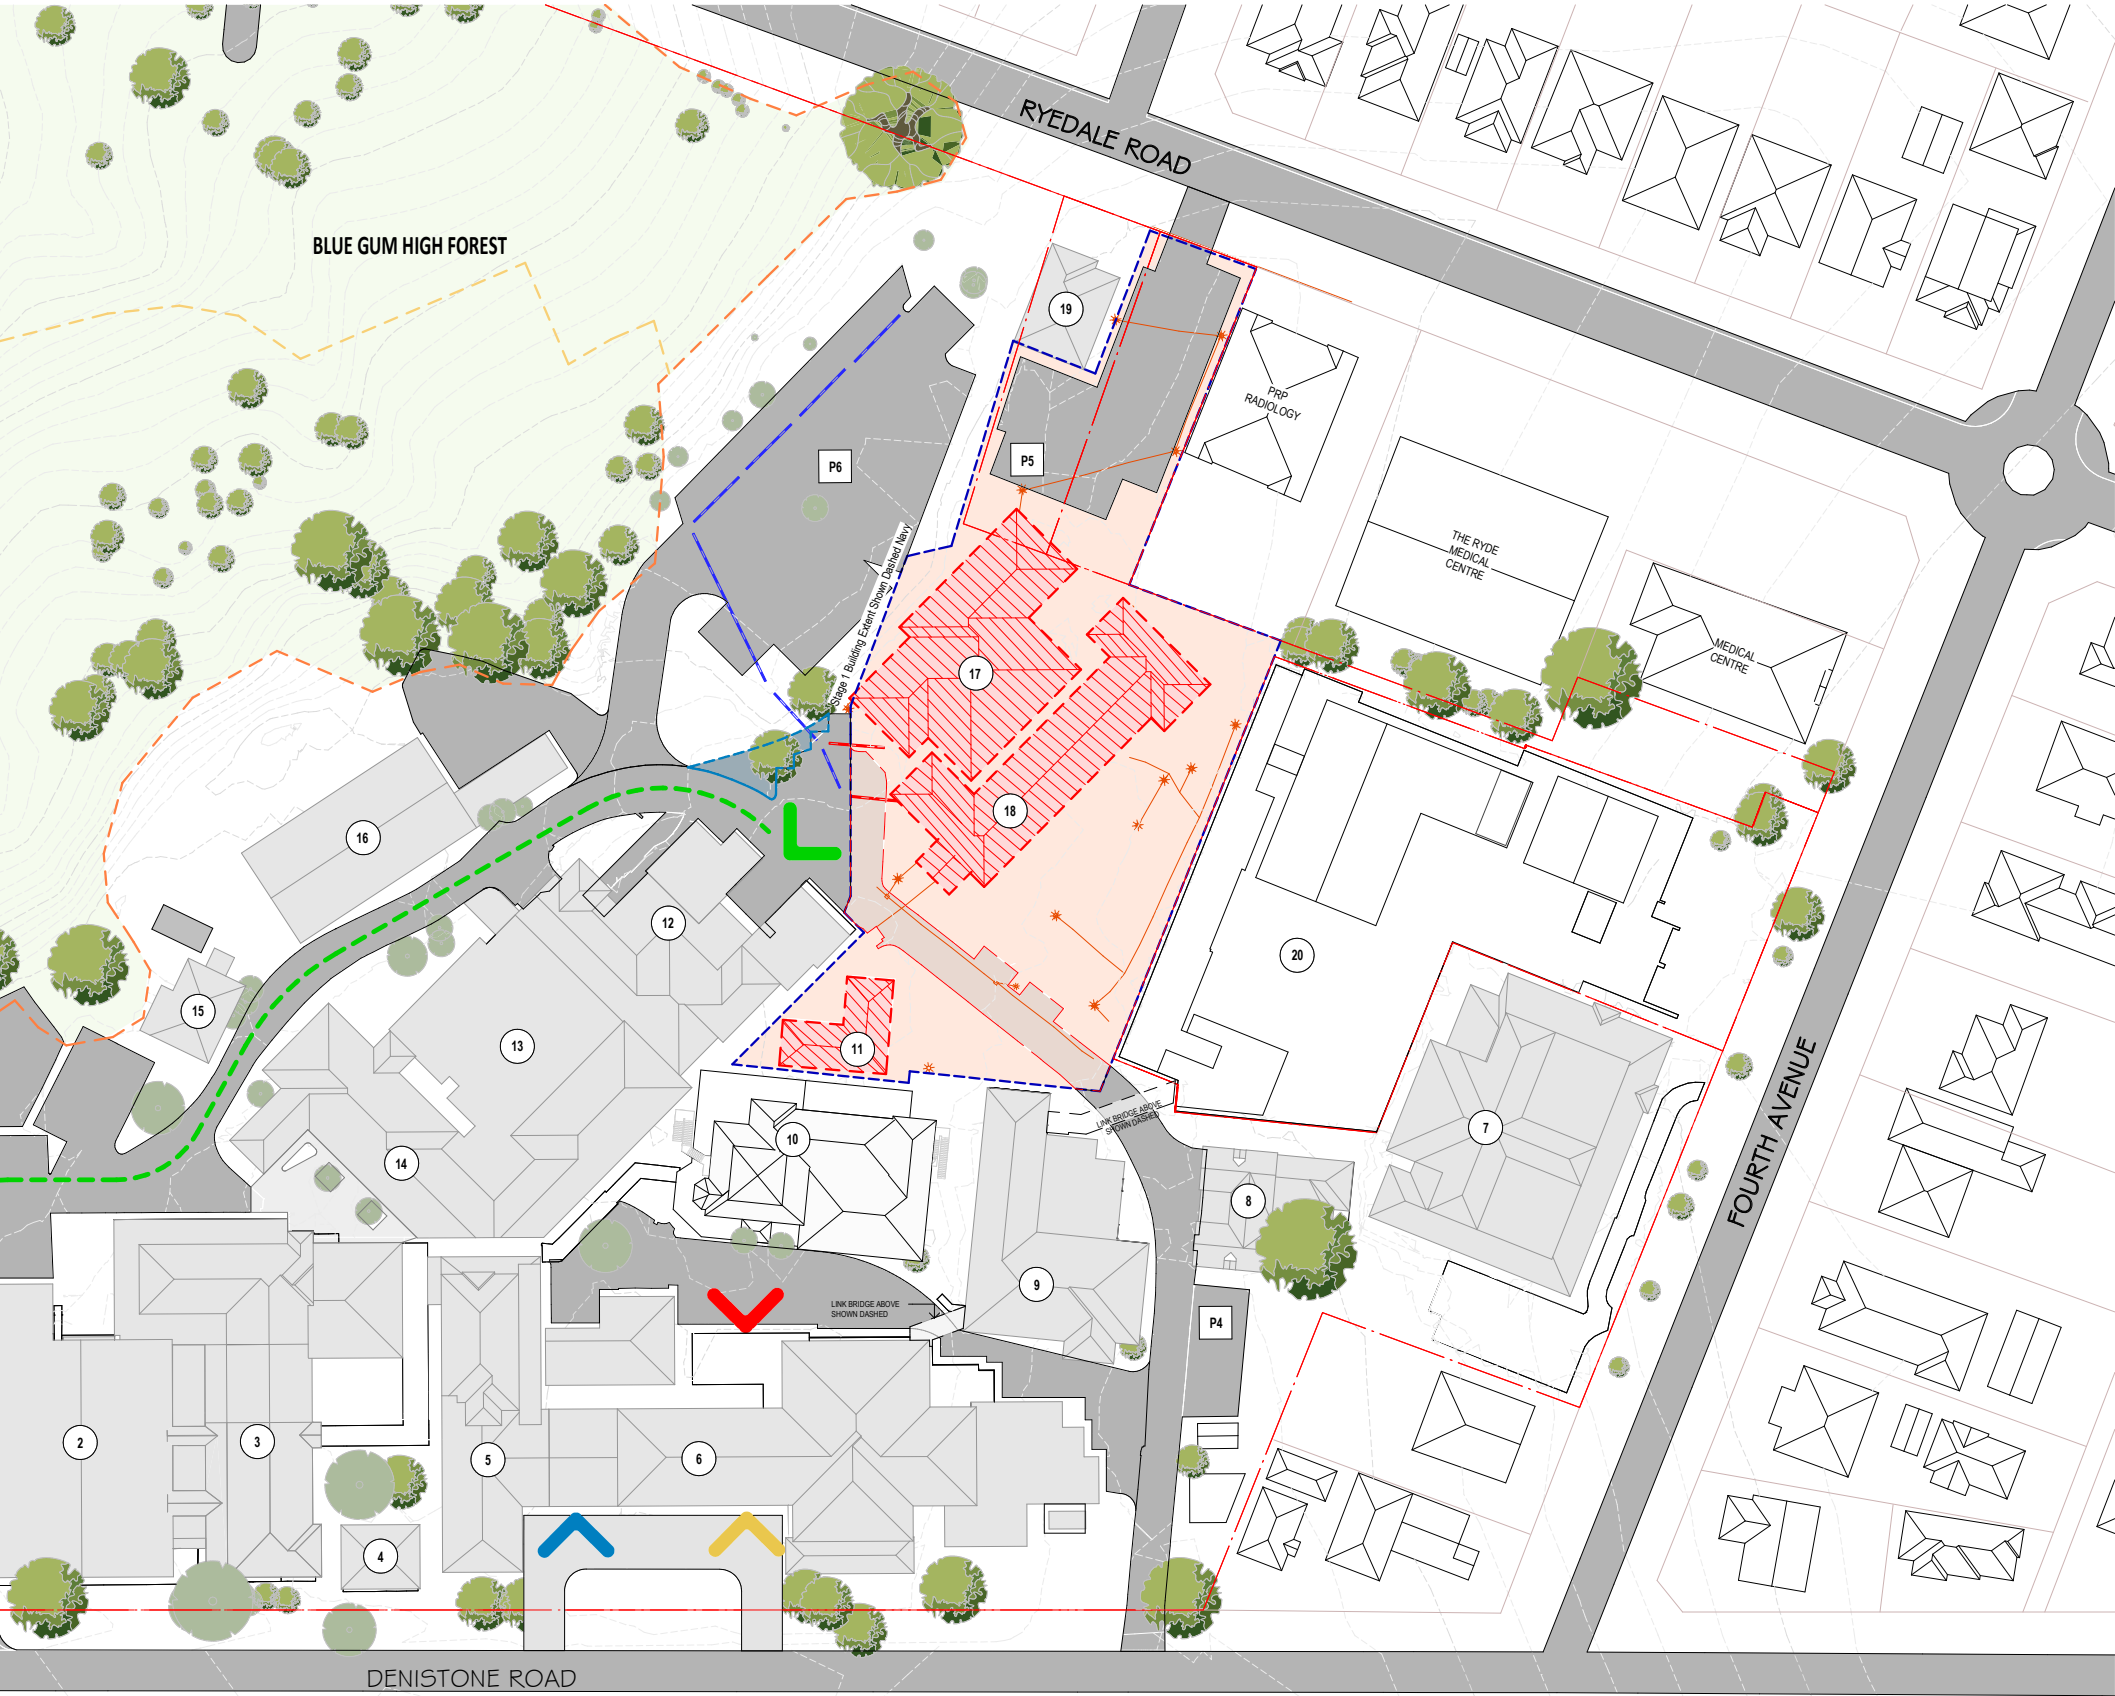 RYEDALE ROAD
BLUE GUM HIGH FOREST
19
PRP
RADIOLOGY
P6
P5
THE RYDE
MEDICAL
CENTRE
Stage 1 Building Extent Shown Dashed Navy
MEDICAL
CENTRE
17
18
16
12
20
15
13
11
LINK BRIDGE ABOVE
SHOWN DASHED
10
7
14
8
FOURTH AVENUE
9
LINK BRIDGE ABOVE
SHOWN DASHED
P4
2
3
5
6
4
DENISTONE ROAD